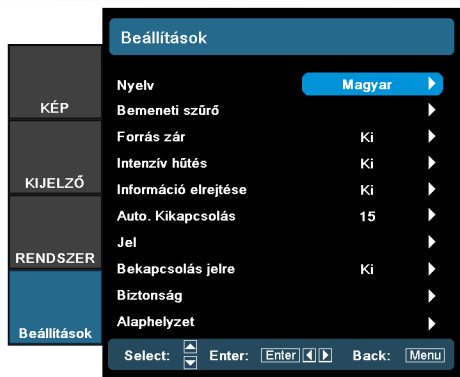 Beállítások
KÉP
KIJELZŐ
RENDSZER
Beállítások
Nyelv Magyar
Bemeneti szűrő
Forrás zár Ki
Intenzív hűtés Ki
Információ elrejtése Ki
Auto. Kikapcsolás 15
Jel
Bekapcsolás jelre Ki
Biztonság
Alaphelyzet
Select: Enter: Enter Back: Menu